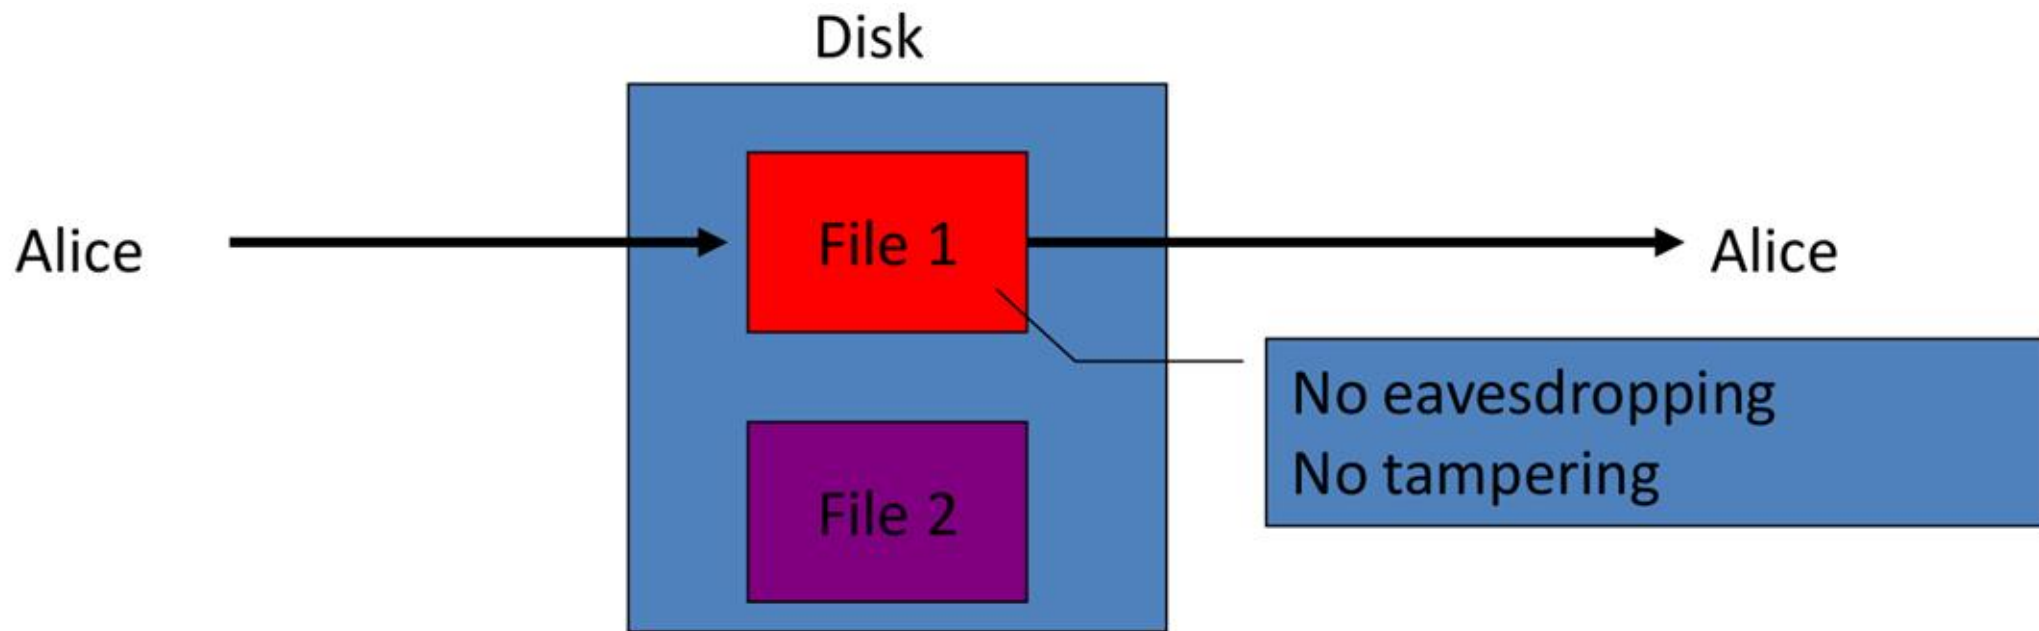 Disk
Alice
File 1
Alice
No eavesdropping
No tampering
File 2